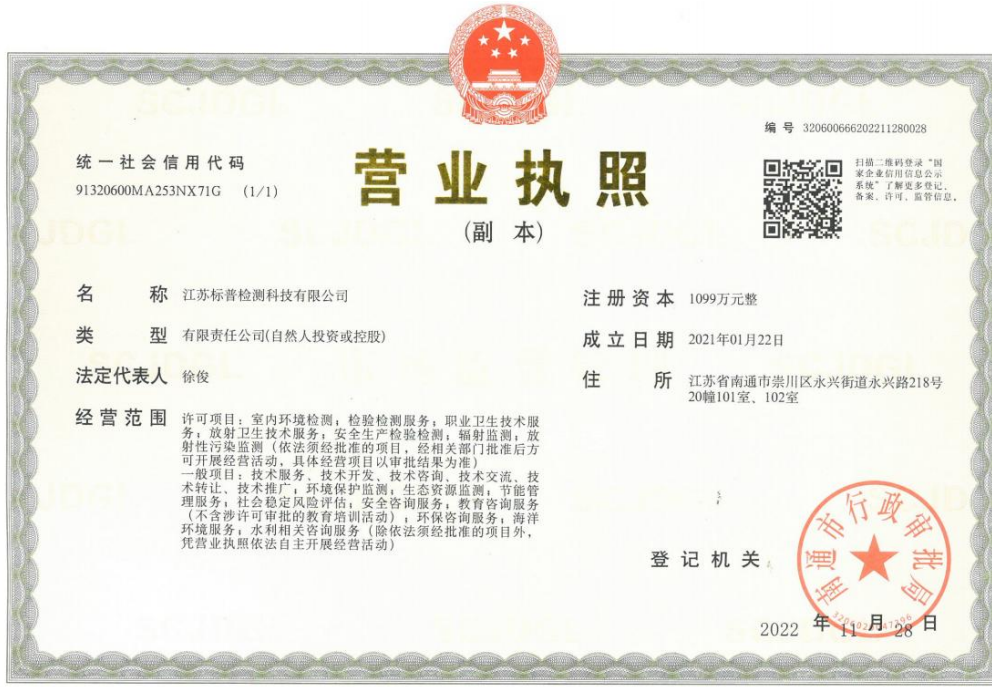 编号 320600666202211280028
统一社会信用代码
91320600MA253NX71G (1/1)
营业执照
(副 本)
扫描二维码登录“国
家企业信用信息公示
系统”了解更多登记、
备案、许可、监管信息。
名 称 江苏标普检测科技有限公司
类 型 有限责任公司(自然人投资或控股)
法定代表人 徐俊
经营范围 许可项目：室内环境检测；检验检测服务；职业卫生技术服
务；放射卫生技术服务；安全生产检验检测；辐射监测；放
射性污染监测（依法须经批准的项目，经相关部门批准后方
可开展经营活动，具体经营项目以审批结果为准）
一般项目：技术服务、技术开发、技术咨询、技术交流、技
术转让、技术推广；环境保护监测；生态资源监测；节能管
理服务；社会稳定风险评估；安全咨询服务；教育咨询服务
（不含涉许可审批的教育培训活动）；环保咨询服务；海洋
环境服务；水利相关咨询服务（除依法须经批准的项目外，
凭营业执照依法自主开展经营活动）
注册资本 1099万元整
成立日期 2021年01月22日
住 所 江苏省南通市崇川区永兴街道永兴路218号
20幢101室、102室
登记机关
南通市行政审批局
2022 年 11 月 28 日